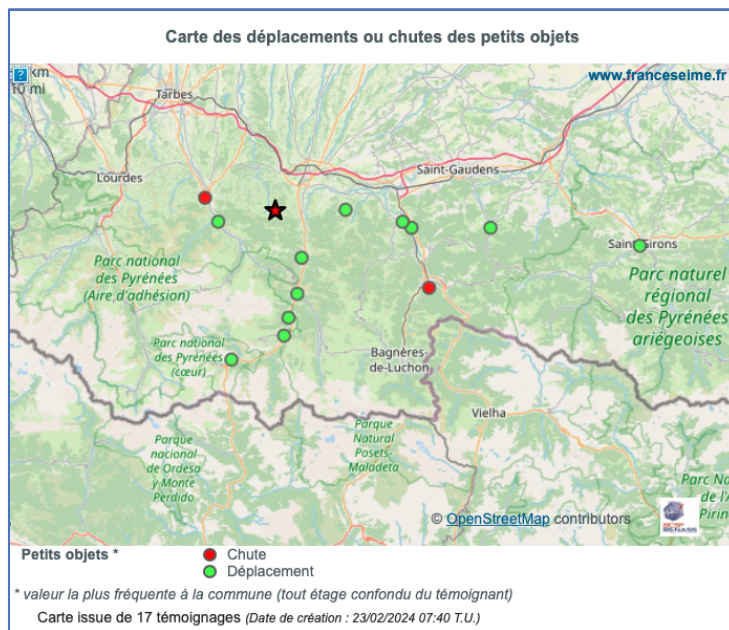 Carte des déplacements ou chutes des petits objets
?
km
10 mi
www.franceseime.fr
Tarbes
Lourdes
Saint-Gaudens
Parc national
des Pyrénées
(Aire d'adhésion)
Saint-Girons
Parc naturel
régional
des Pyrénées
ariégeoises
Parc national
des Pyrénées
(cœur)
Bagnères-
de-Luchon
Vielha
Parque
nacional
de Ordesa
y Monte
Perdido
Parque
Natural
Posets-
Maladeta
Parc Na
de l'A
Pirin
© OpenStreetMap contributors
RENASS
Petits objets *
Chute
Déplacement
* valeur la plus fréquente à la commune (tout étage confondu du témoignant)
Carte issue de 17 témoignages (Date de création : 23/02/2024 07:40 T.U.)